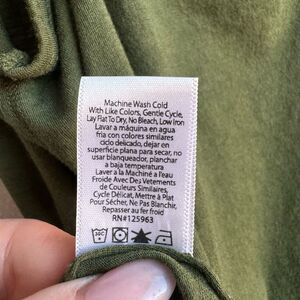 Machine Wash Cold
With Like Colors, Gentle Cycle,
Lay Flat To Dry, No Bleach, Low Iron
Lavar a máquina en agua
fria con colores similares
ciclo delicado, dejar en
superficie plana para secar, no
usar blanqueador, planchar
a baja temperatura
Laver a la Machiné à l'eau
Froide Avec Des Vetements
de Couleurs Similaires,
Cycle Délicat, Mettre à Plat
Pour Sécher, Ne Pas Blanchir,
Repasser au fer froid
RN#125963